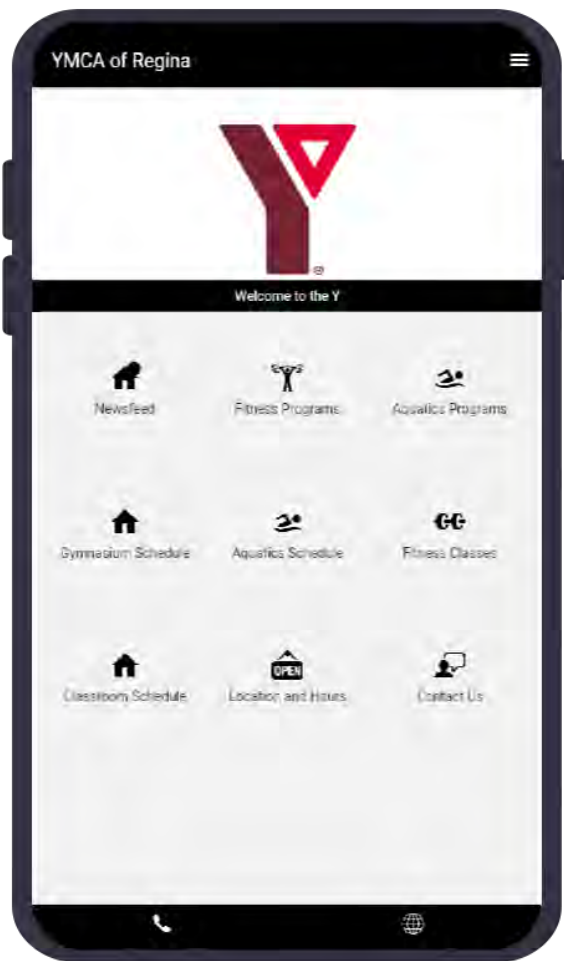 YMCA of Regina
Y
®
Welcome to the Y
Newsfeed
Fitness Programs
Aquatics Programs
Gymnasium Schedule
Aquatics Schedule
Fitness Classes
Classroom Schedule
OPEN
Location and Hours
Contact Us